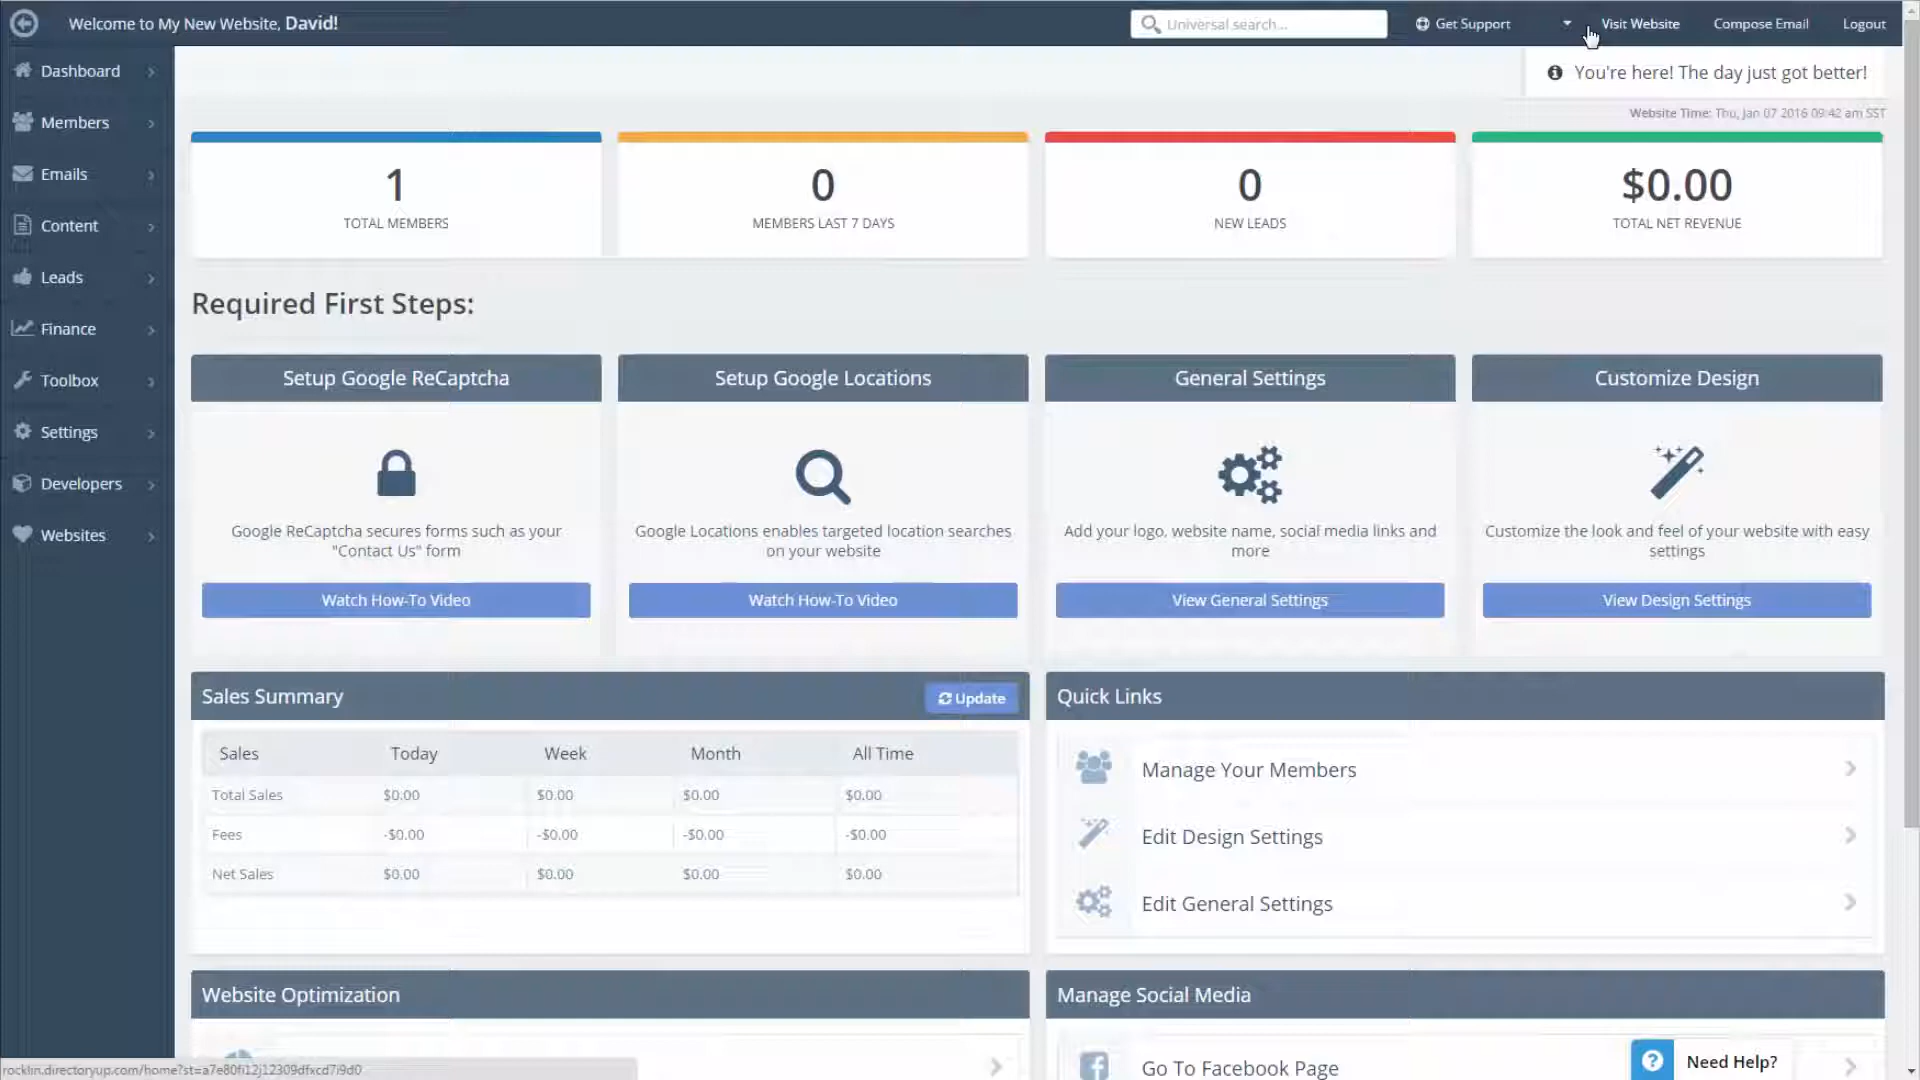 Welcome to My New Website, David!
Universal search...
Get Support
Visit Website
Compose Email
Logout
You're here! The day just got better!
Website Time: Thu, Jan 07 2016 09:42 am SST
Dashboard
Members
Emails
Content
Leads
Finance
Toolbox
Settings
Developers
Websites
1
TOTAL MEMBERS
0
MEMBERS LAST 7 DAYS
0
NEW LEADS
$0.00
TOTAL NET REVENUE
Required First Steps:
Setup Google ReCaptcha
Google ReCaptcha secures forms such as your
"Contact Us" form
Watch How-To Video
Setup Google Locations
Google Locations enables targeted location searches
on your website
Watch How-To Video
General Settings
Add your logo, website name, social media links and
more
View General Settings
Customize Design
Customize the look and feel of your website with easy
settings
View Design Settings
Sales Summary
Update
Sales Today Week Month All Time
Total Sales $0.00 $0.00 $0.00 $0.00
Fees -$0.00 -$0.00 -$0.00 -$0.00
Net Sales $0.00 $0.00 $0.00 $0.00
Quick Links
Manage Your Members
Edit Design Settings
Edit General Settings
Website Optimization
Manage Social Media
Go To Facebook Page
Need Help?